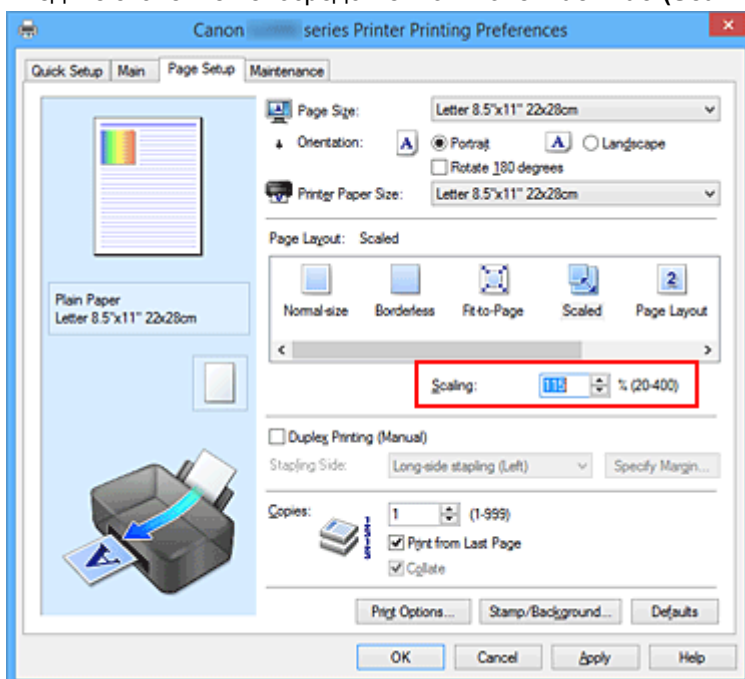 Canon series Printer Printing Preferences
Quick Setup Main Page Setup Maintenance
Page Size: Letter 8.5"x11" 22x28cm
Orientation: A Portrait A Landscape
Rotate 180 degrees
Printer Paper Size: Letter 8.5"x11" 22x28cm
Page Layout: Scaled
Normal-size Borderless Fit-to-Page Scaled 2 Page Layout
Plain Paper
Letter 8.5"x11" 22x28cm
Scaling: 115 % (20-400)
Duplex Printing (Manual)
Stapling Side: Long-side stapling (Left) Specify Margin...
Copies: 1 (1-999)
Print from Last Page
Collate
A
Print Options... Stamp/Background... Defaults
OK Cancel Apply Help